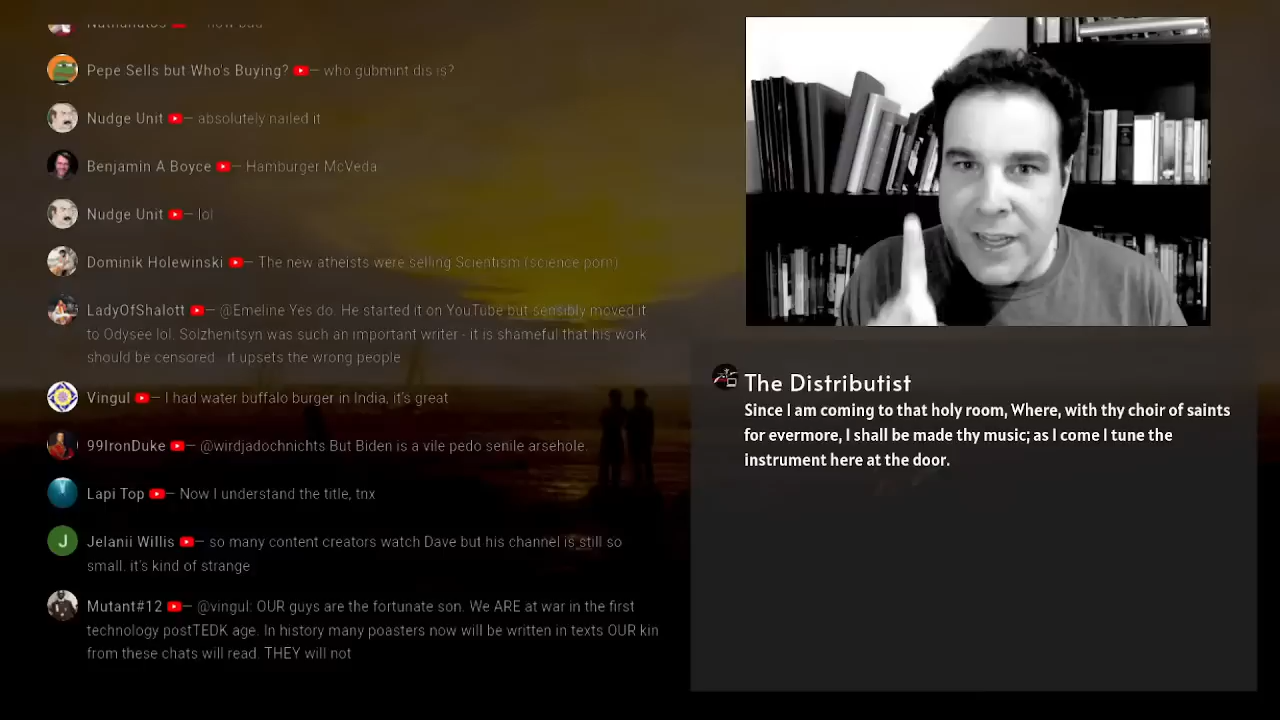 Pepe Sells but Who's Buying? — who gubmint dis is?
Nudge Unit — absolutely nailed it
Benjamin A Boyce — Hamburger McVeda
Nudge Unit — lol
Dominik Holewinski — The new atheists were selling Scientism (science porn)
LadyOfShalott — @Emeline Yes do. He started it on YouTube but sensibly moved it
to Odysee lol. Solzhenitsyn was such an important writer - it is shameful that his work
should be censored - it upsets the wrong people
Vingul — I had water buffalo burger in India, it's great
99IronDuke — @wirdjadochnichts But Biden is a vile pedo senile arsehole.
Lapi Top — Now I understand the title, tnx
J
Jelanii Willis — so many content creators watch Dave but his channel is still so
small. it's kind of strange
Mutant#12 — @vingul: OUR guys are the fortunate son. We ARE at war in the first
technology postTEDK age. In history many poasters now will be written in texts OUR kin
from these chats will read. THEY will not
The Distributist
Since I am coming to that holy room, Where, with thy choir of saints
for evermore, I shall be made thy music; as I come I tune the
instrument here at the door.